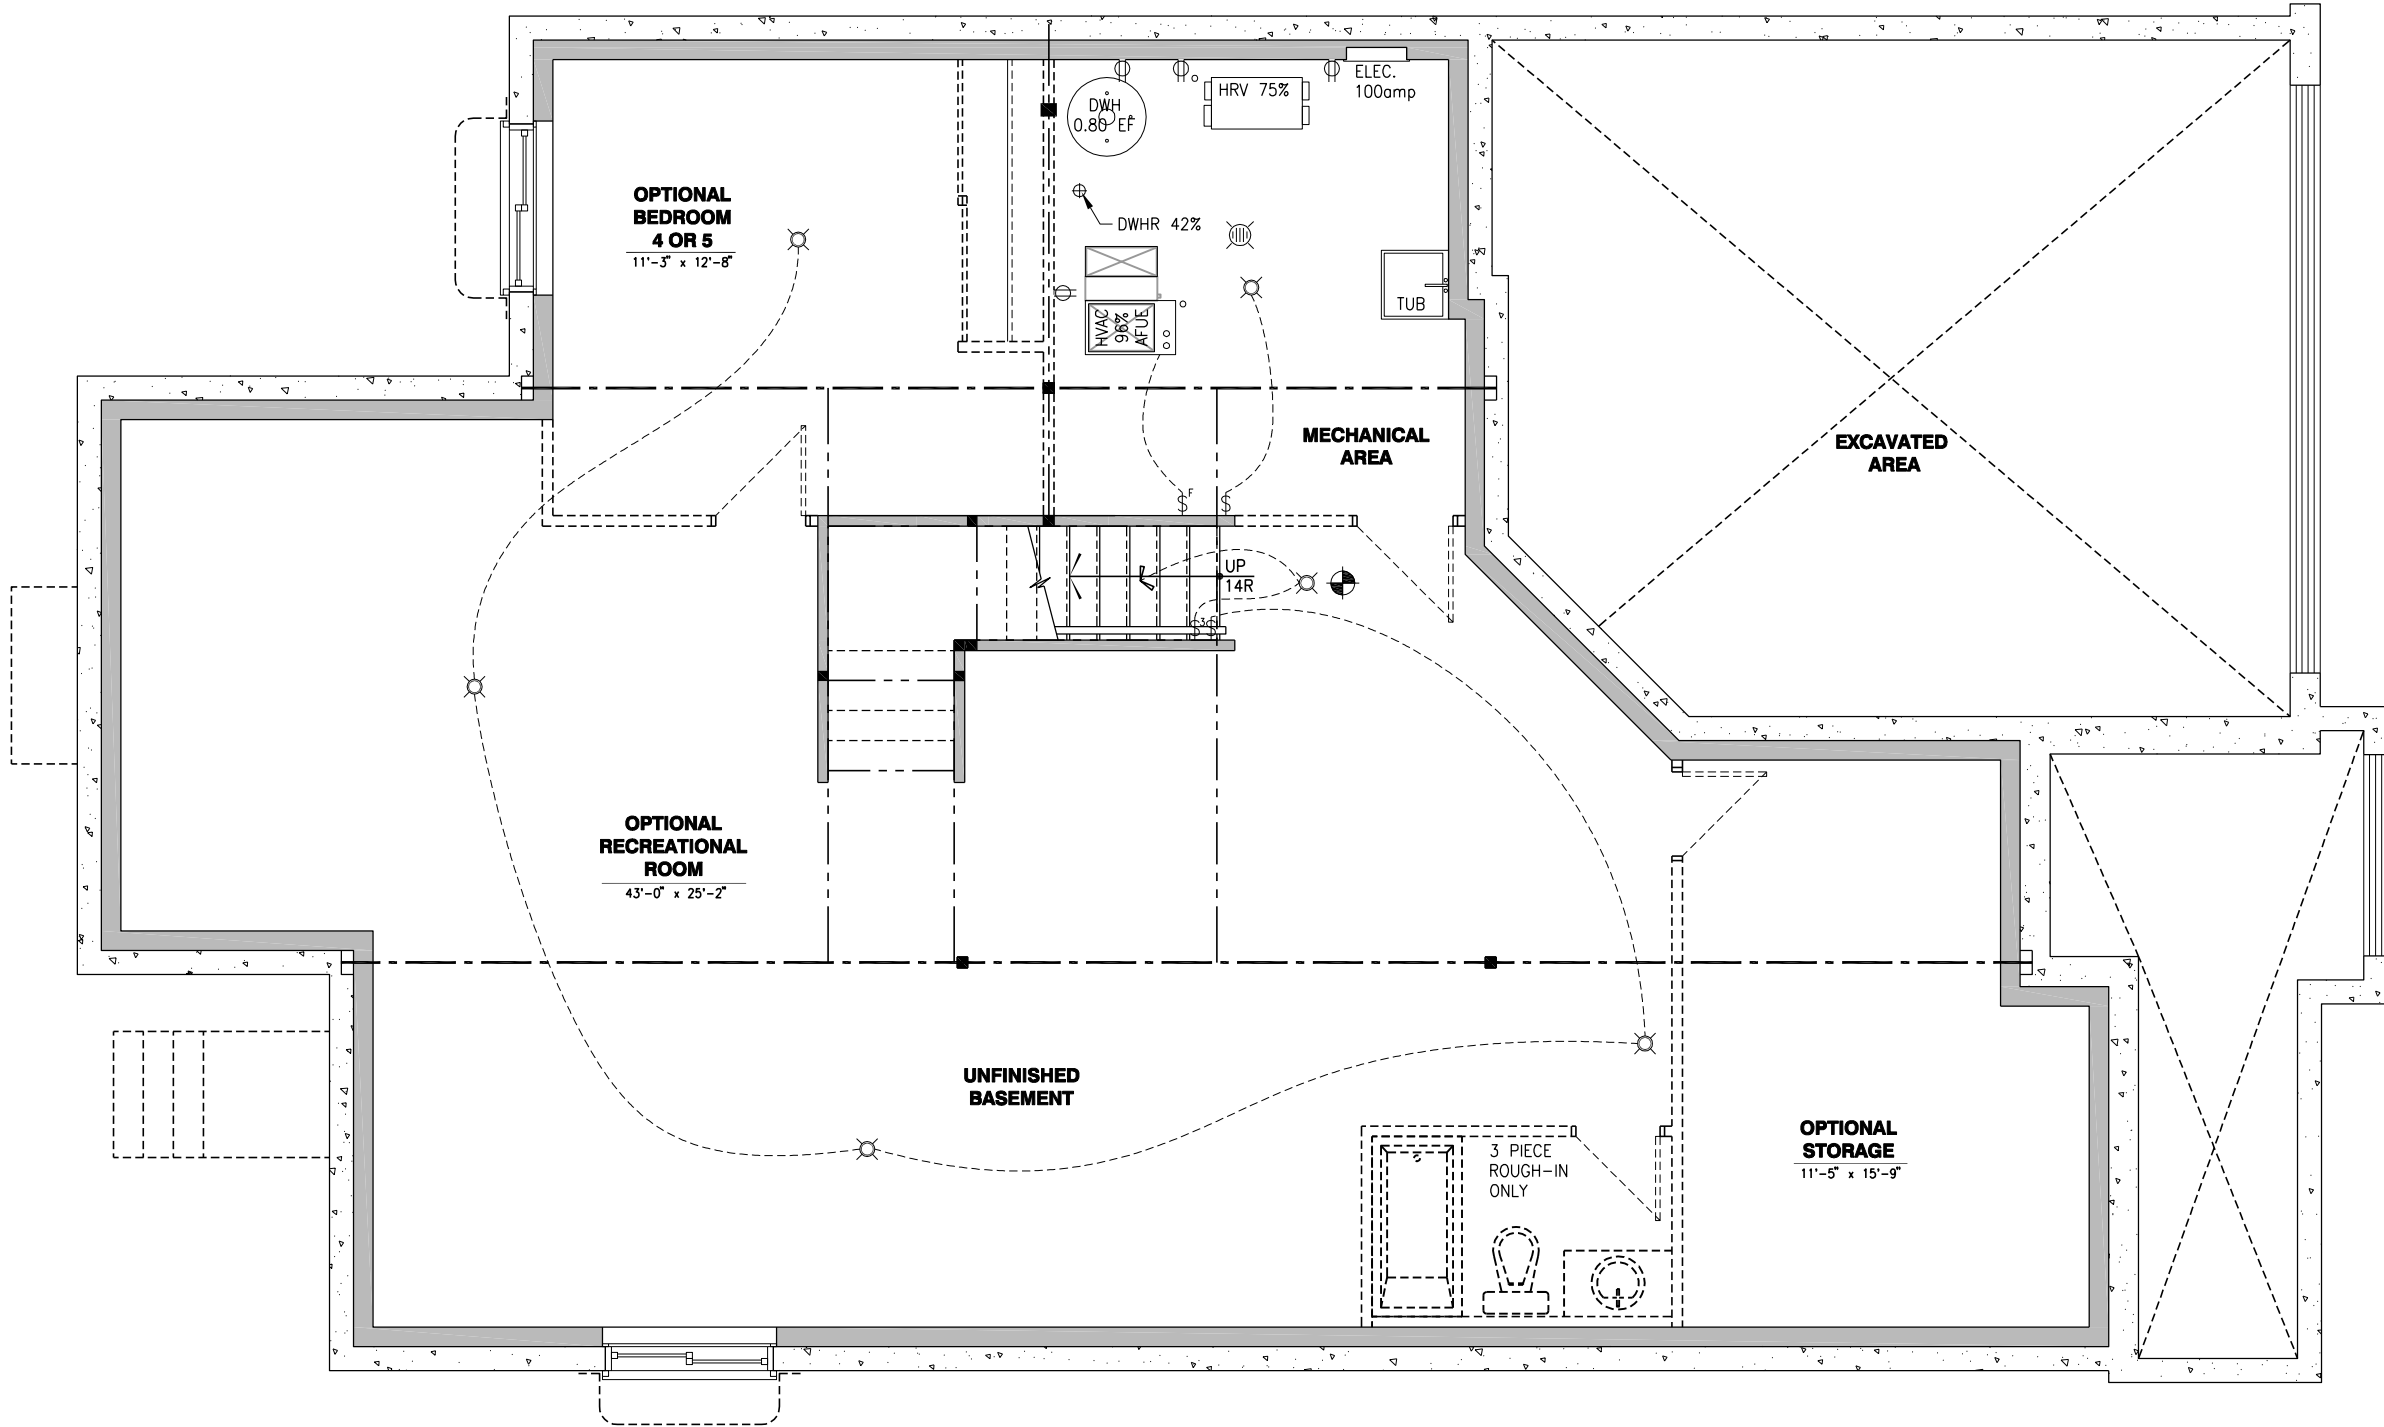 ELEC.
100amp
HRV 75%
DWH
0.80 EF
OPTIONAL
BEDROOM
4 OR 5
11'-3" x 12'-8"
DWHR 42%
TUB
HVAC
96%
AFUE
MECHANICAL
AREA
EXCAVATED
AREA
$F
$
UP
14R
$3
$
OPTIONAL
RECREATIONAL
ROOM
43'-0" x 25'-2"
UNFINISHED
BASEMENT
OPTIONAL
STORAGE
11'-5" x 15'-9"
3 PIECE
ROUGH-IN
ONLY